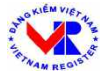 ĐĂNG KIỂM VIỆT NAM
VR
VIETNAM REGISTER